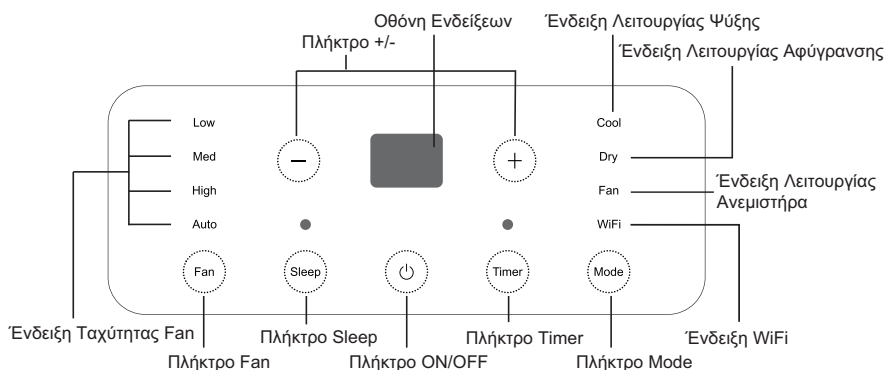 Οθόνη Ενδείξεων
Ένδειξη Λειτουργίας Ψύξης
Πλήκτρο +/-
Ένδειξη Λειτουργίας Αφύγρανσης
Low
Cool
Med
−
+
Dry
High
Fan
Ένδειξη Λειτουργίας
Ανεμιστήρα
Auto
WiFi
Fan
Sleep
Timer
Mode
Ένδειξη Ταχύτητας Fan
Πλήκτρο Sleep
Πλήκτρο Timer
Ένδειξη WiFi
Πλήκτρο Fan
Πλήκτρο ON/OFF
Πλήκτρο Mode